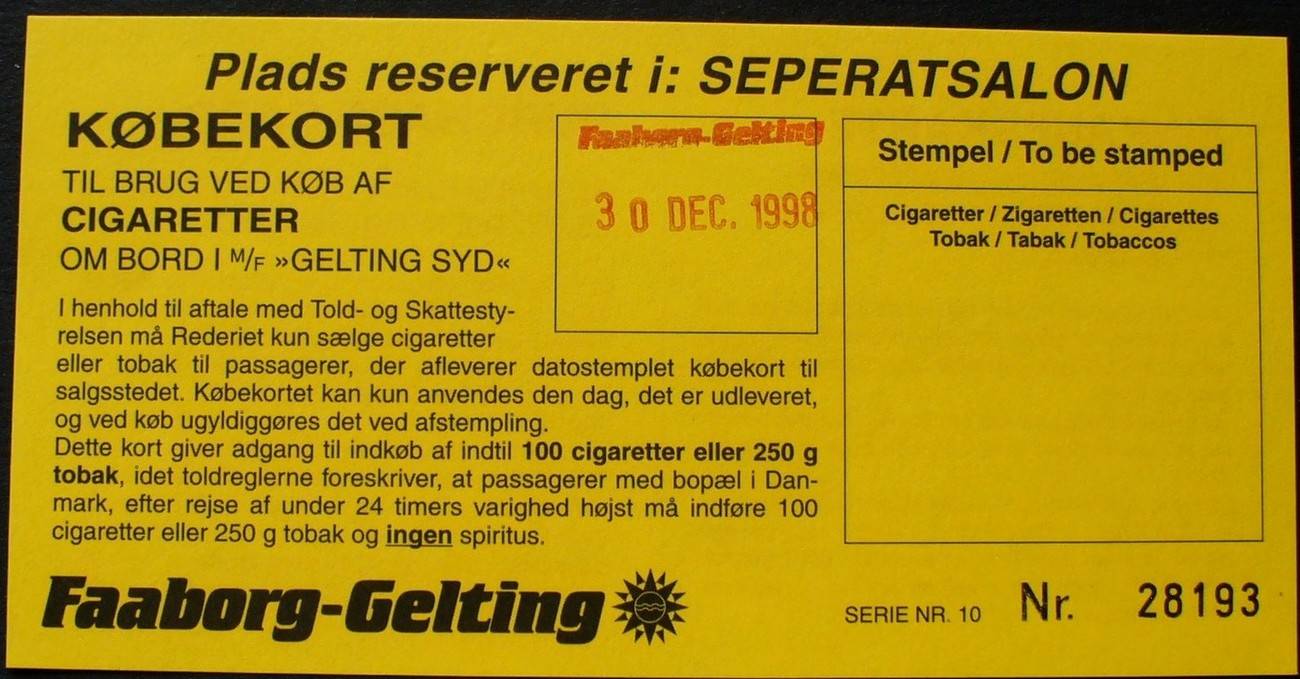 Plads reserveret i: SEPERATSALON
KØBEKORT
TIL BRUG VED KØB AF
CIGARETTER
OM BORD I M/F »GELTING SYD«
I henhold til aftale med Told- og Skattesty-
relsen må Rederiet kun sælge cigaretter
eller tobak til passagerer, der afleverer datostemplet købekort til
salgsstedet. Købekortet kan kun anvendes den dag, det er udleveret,
og ved køb ugyldiggøres det ved afstempling.
Dette kort giver adgang til indkøb af indtil 100 cigaretter eller 250 g
tobak, idet toldreglerne foreskriver, at passagerer med bopæl i Dan-
mark, efter rejse af under 24 timers varighed højst må indføre 100
cigaretter eller 250 g tobak og ingen spiritus.
Faaborg-Gelting
30 DEC. 1998
Stempel / To be stamped
Cigaretter / Zigaretten / Cigarettes
Tobak / Tabak / Tobaccos
Faaborg-Gelting
SERIE NR. 10 Nr. 28193